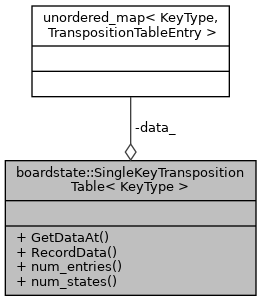 unordered_map< KeyType,
TranspositionTableEntry >
-data_
boardstate::SingleKeyTransposition
Table< KeyType >
+ GetDataAt()
+ RecordData()
+ num_entries()
+ num_states()